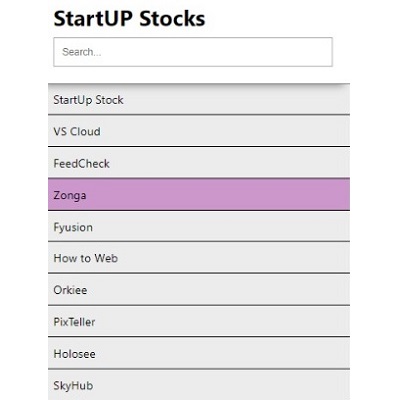 StartUP Stocks
Search...
StartUp Stock
VS Cloud
FeedCheck
Zonga
Fyusion
How to Web
Orkiee
PixTeller
Holosee
SkyHub